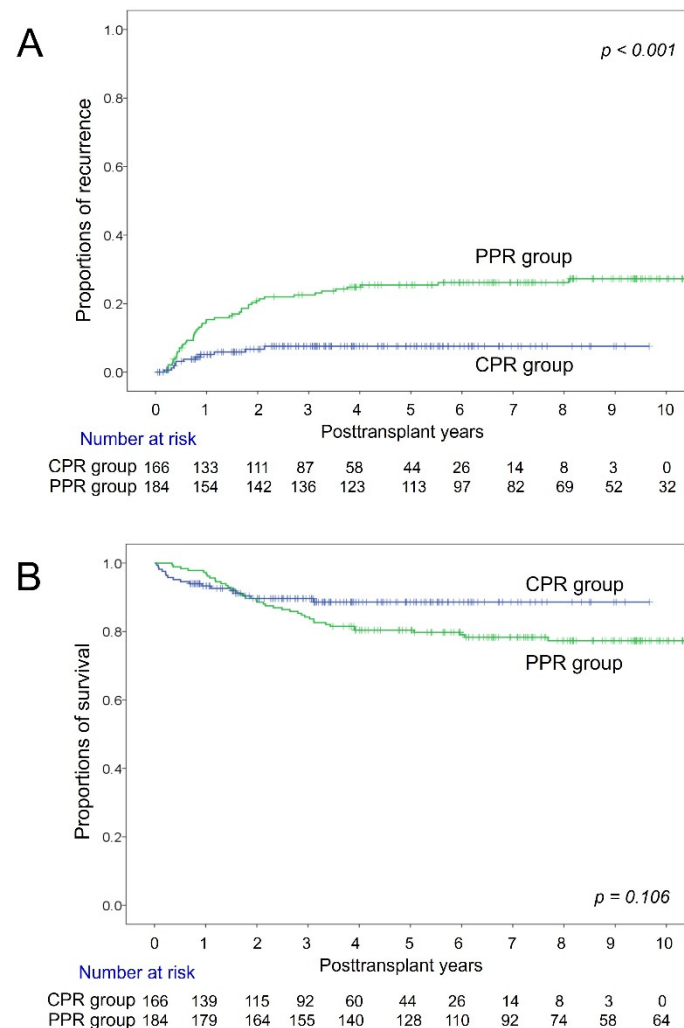 A
p < 0.001
1.0
0.8
0.6
0.4
0.2
0.0
Proportions of recurrence
PPR group
CPR group
0 1 2 3 4 5 6 7 8 9 10
Posttransplant years
Number at risk
CPR group 166 133 111 87 58 44 26 14 8 3 0
PPR group 184 154 142 136 123 113 97 82 69 52 32
B
1.0
0.8
0.6
0.4
0.2
0.0
Proportions of survival
CPR group
PPR group
p = 0.106
0 1 2 3 4 5 6 7 8 9 10
Posttransplant years
Number at risk
CPR group 166 139 115 92 60 44 26 14 8 3 0
PPR group 184 179 164 155 140 128 110 92 74 58 64